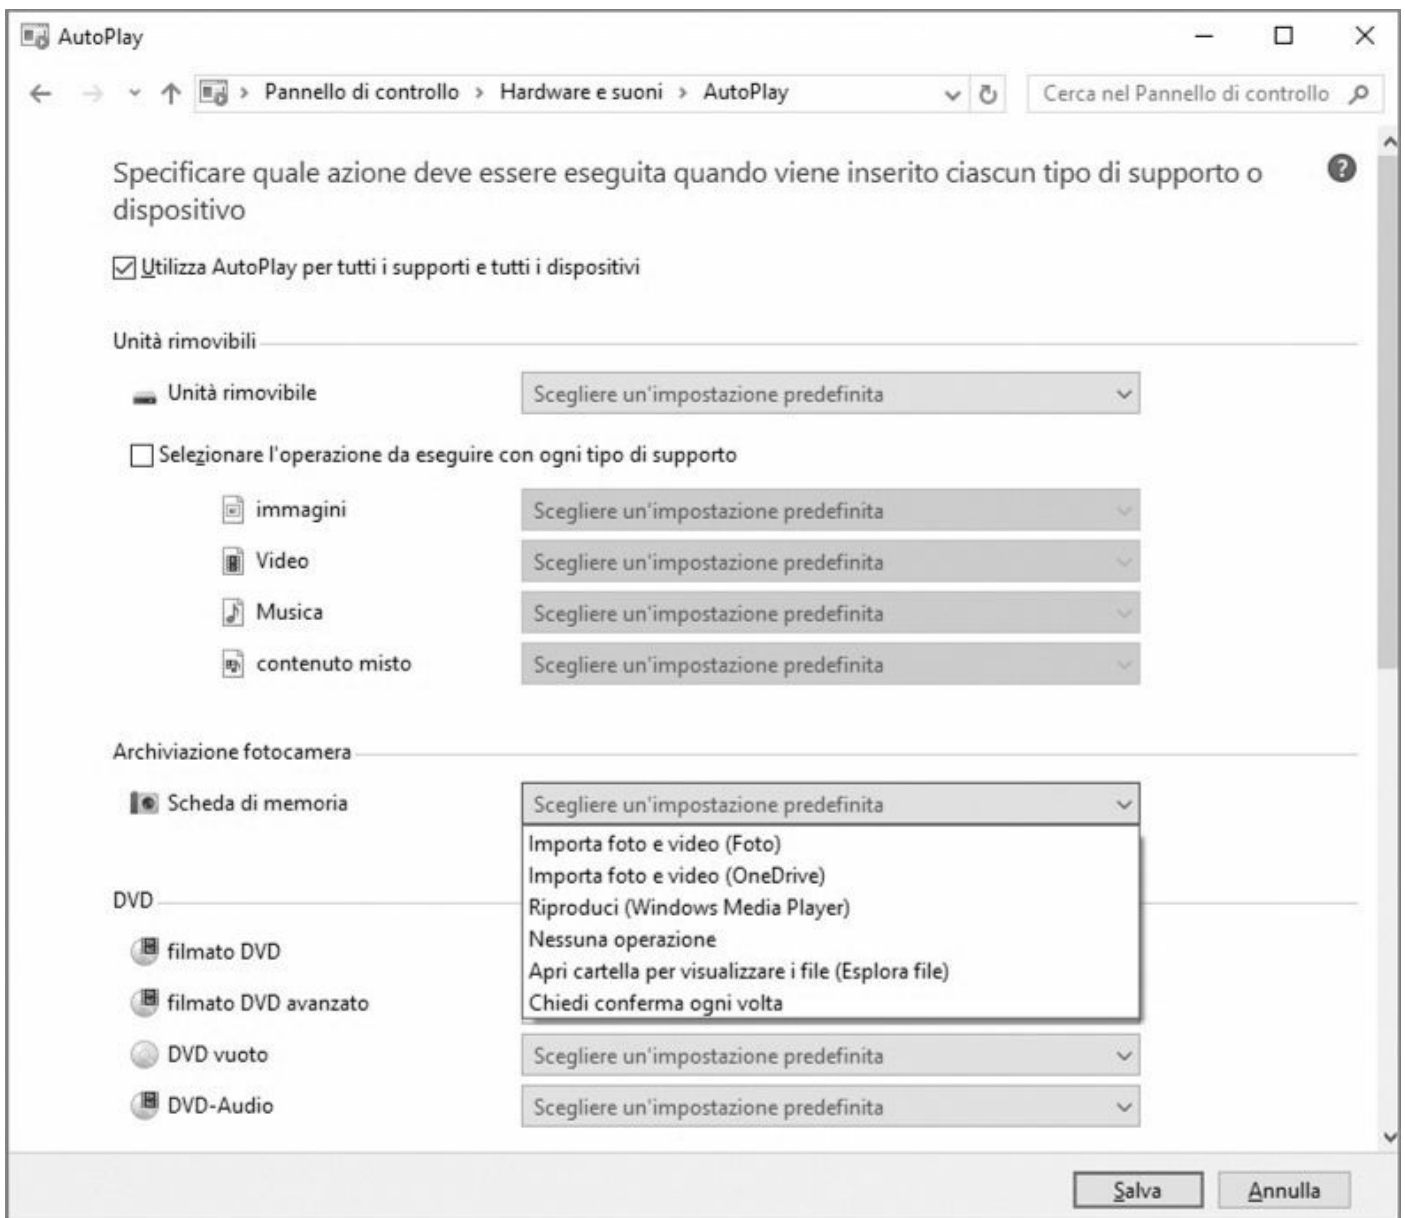 AutoPlay
Pannello di controllo > Hardware e suoni > AutoPlay
Cerca nel Pannello di controllo
Specificare quale azione deve essere eseguita quando viene inserito ciascun tipo di supporto o
dispositivo
Utilizza AutoPlay per tutti i supporti e tutti i dispositivi
Unità rimovibili
Unità rimovibile
Scegliere un'impostazione predefinita
Selezionare l'operazione da eseguire con ogni tipo di supporto
immagini
Scegliere un'impostazione predefinita
Video
Scegliere un'impostazione predefinita
Musica
Scegliere un'impostazione predefinita
contenuto misto
Scegliere un'impostazione predefinita
Archiviazione fotocamera
Scheda di memoria
Scegliere un'impostazione predefinita
Importa foto e video (Foto)
Importa foto e video (OneDrive)
Riproduci (Windows Media Player)
Nessuna operazione
Apri cartella per visualizzare i file (Esplora file)
Chiedi conferma ogni volta
DVD
filmato DVD
filmato DVD avanzato
DVD vuoto
Scegliere un'impostazione predefinita
DVD-Audio
Scegliere un'impostazione predefinita
Salva
Annulla